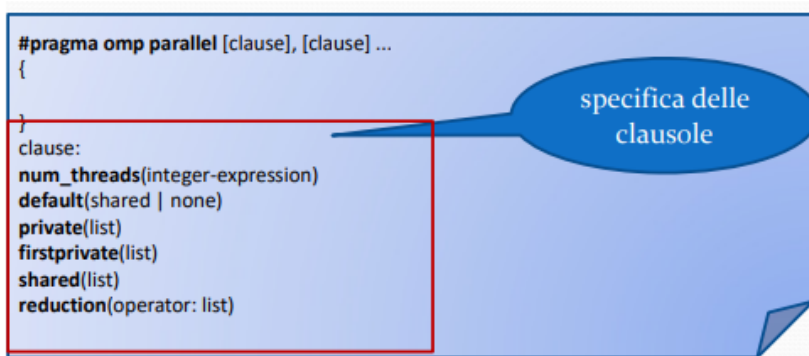 #pragma omp parallel [clause], [clause] ...
{
}
clause:
num_threads(integer-expression)
default(shared | none)
private(list)
firstprivate(list)
shared(list)
reduction(operator: list)
specifica delle
clausole